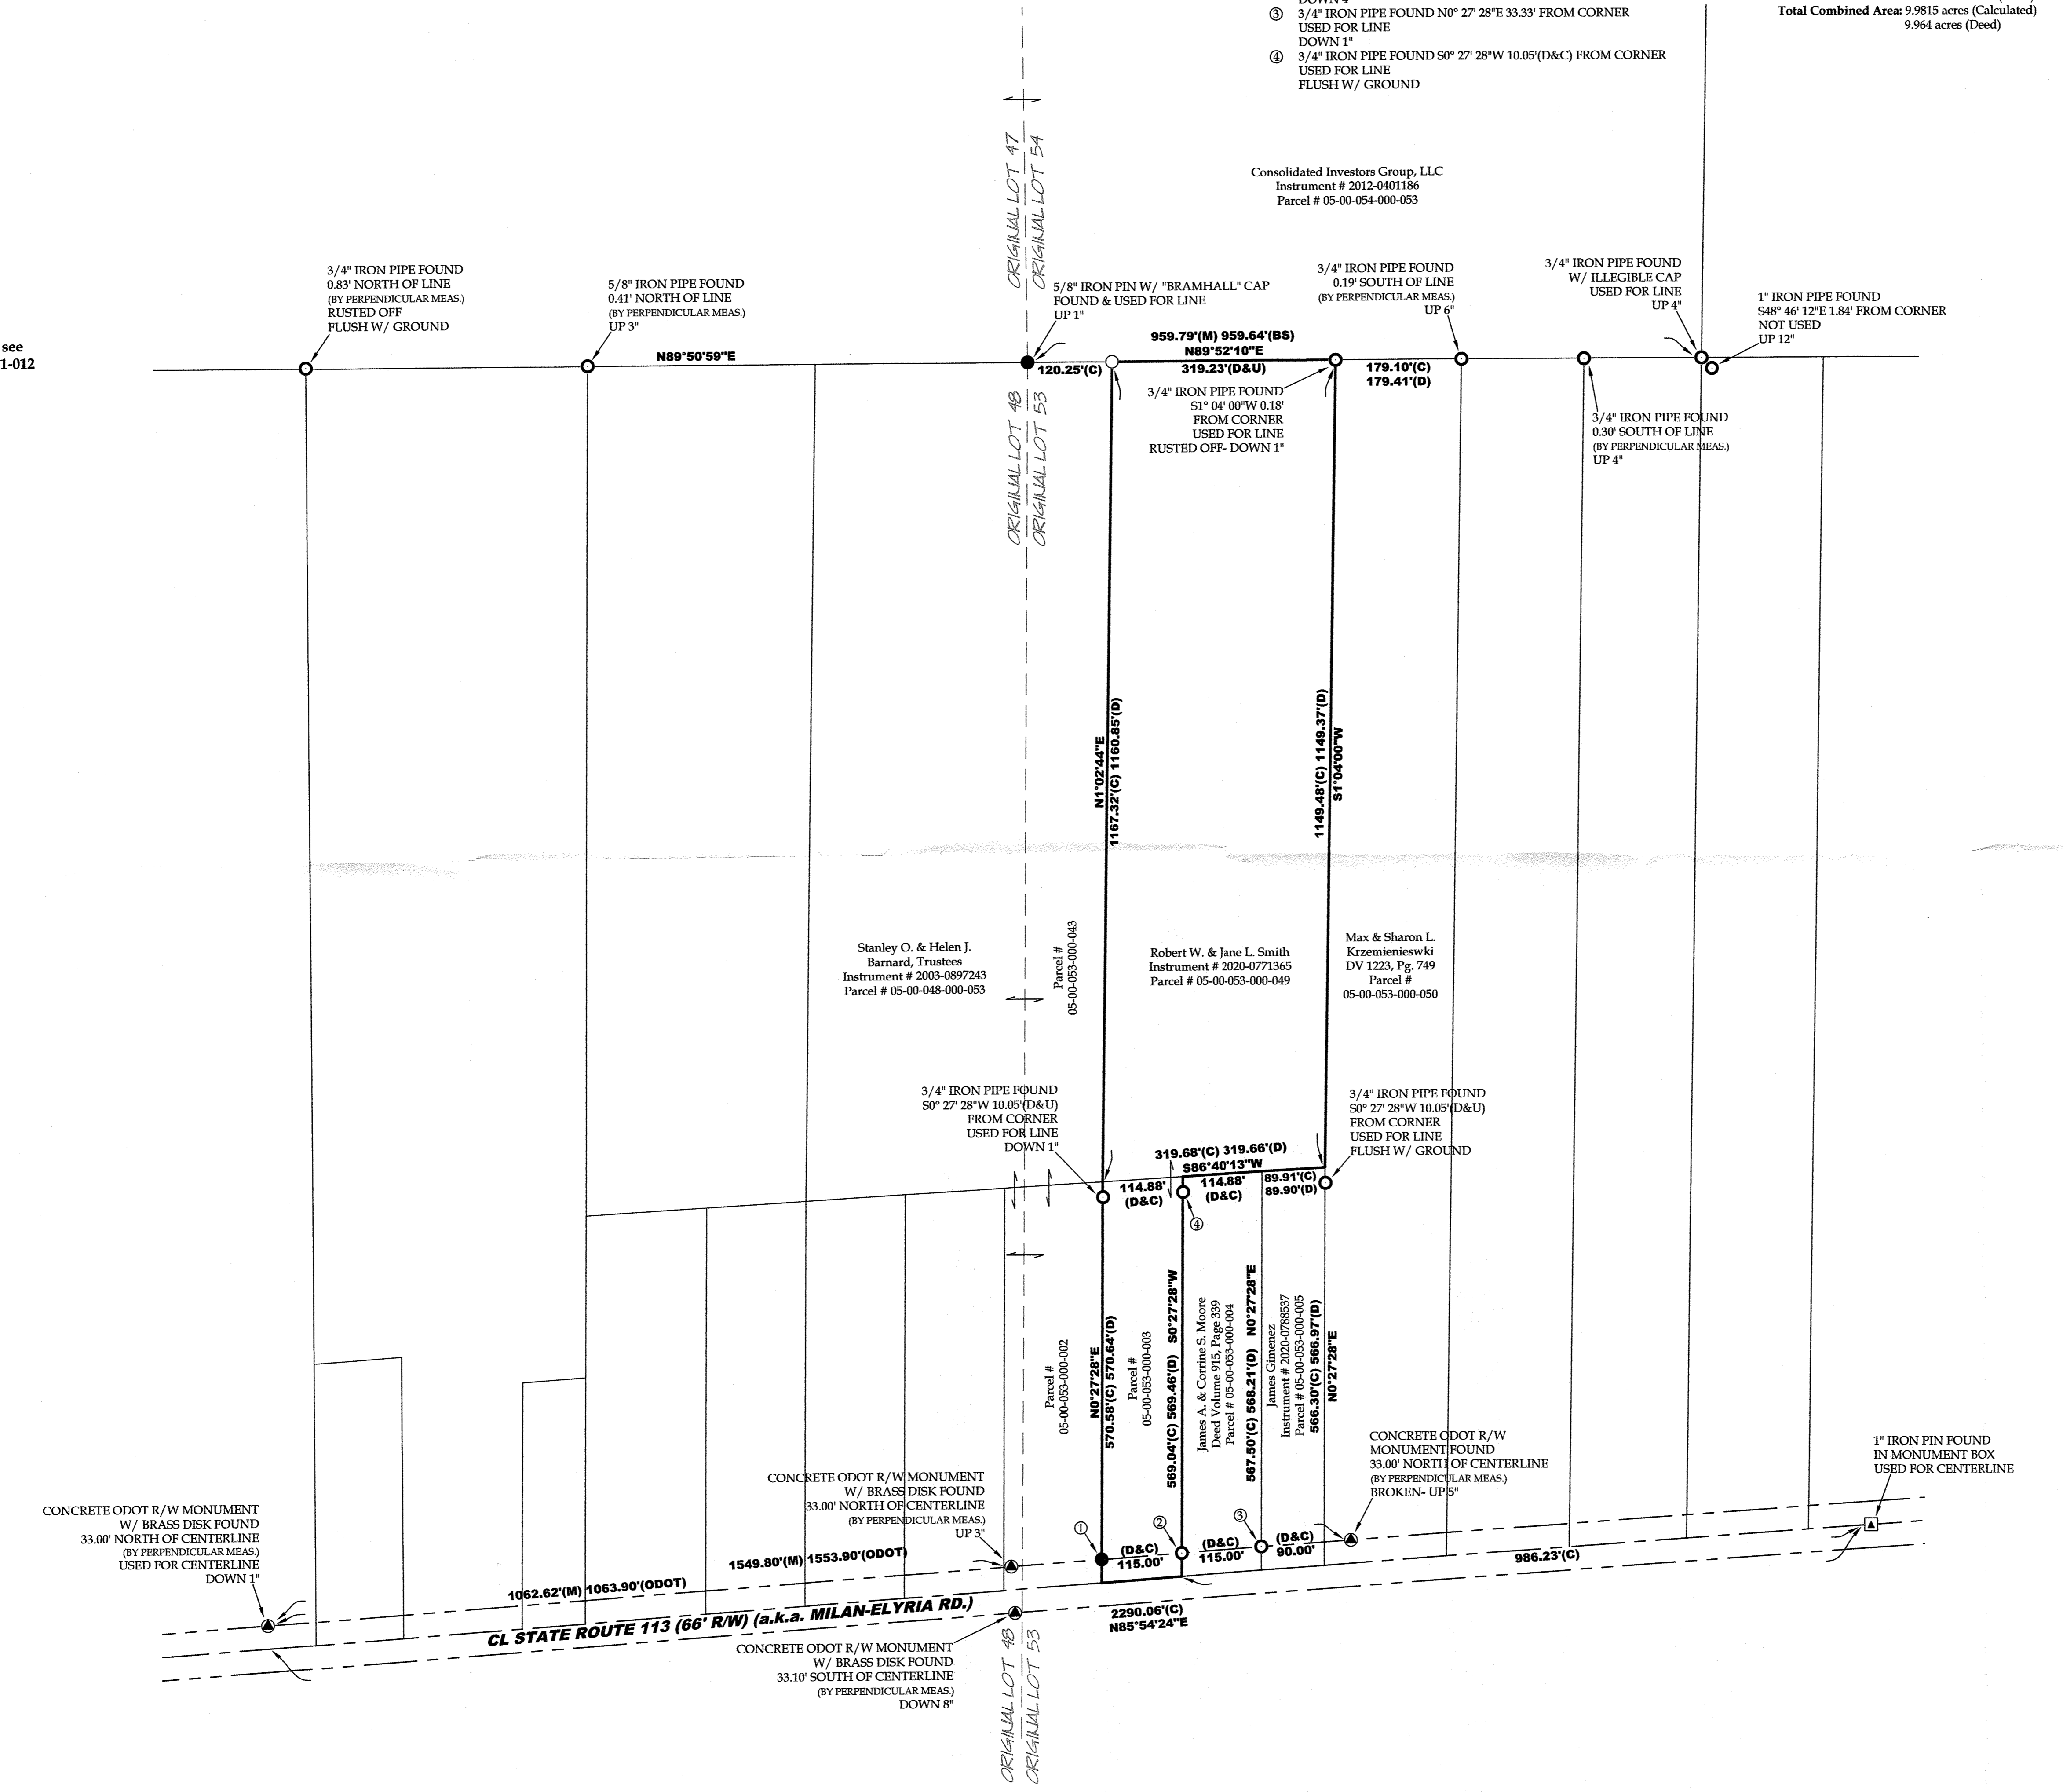 DOWN 4"
③ 3/4" IRON PIPE FOUND N0° 27' 28"E 33.33' FROM CORNER
USED FOR LINE
DOWN 1"
④ 3/4" IRON PIPE FOUND S0° 27' 28"W 10.05'(D&C) FROM CORNER
USED FOR LINE
FLUSH W/ GROUND
Total Combined Area: 9.9815 acres (Calculated)
9.964 acres (Deed)
ORIGINAL LOT 47
ORIGINAL LOT 54
Consolidated Investors Group, LLC
Instrument # 2012-0401186
Parcel # 05-00-054-000-053
see
1-012
3/4" IRON PIPE FOUND
0.83' NORTH OF LINE
(BY PERPENDICULAR MEAS.)
RUSTED OFF
FLUSH W/ GROUND
5/8" IRON PIPE FOUND
0.41' NORTH OF LINE
(BY PERPENDICULAR MEAS.)
UP 3"
5/8" IRON PIN W/ "BRAMHALL" CAP
FOUND & USED FOR LINE
UP 1"
3/4" IRON PIPE FOUND
0.19' SOUTH OF LINE
(BY PERPENDICULAR MEAS.)
UP 6"
3/4" IRON PIPE FOUND
W/ ILLEGIBLE CAP
USED FOR LINE
UP 4"
1" IRON PIPE FOUND
S48° 46' 12"E 1.84' FROM CORNER
NOT USED
UP 12"
N89°50'59"E
959.79'(M) 959.64'(BS)
N89°52'10"E
120.25'(C)
319.23'(D&U)
179.10'(C)
179.41'(D)
3/4" IRON PIPE FOUND
S1° 04' 00"W 0.18'
FROM CORNER
USED FOR LINE
RUSTED OFF- DOWN 1"
3/4" IRON PIPE FOUND
0.30' SOUTH OF LINE
(BY PERPENDICULAR MEAS.)
UP 4"
ORIGINAL LOT 48
ORIGINAL LOT 53
N1°02'44"E
1167.32'(C) 1160.85'(D)
1149.48'(C) 1149.37'(D)
S1°04'00"W
Stanley O. & Helen J.
Barnard, Trustees
Instrument # 2003-0897243
Parcel # 05-00-048-000-053
Parcel #
05-00-053-000-043
Robert W. & Jane L. Smith
Instrument # 2020-0771365
Parcel # 05-00-053-000-049
Max & Sharon L.
Krzemienieswki
DV 1223, Pg. 749
Parcel #
05-00-053-000-050
3/4" IRON PIPE FOUND
S0° 27' 28"W 10.05'(D&U)
FROM CORNER
USED FOR LINE
DOWN 1"
3/4" IRON PIPE FOUND
S0° 27' 28"W 10.05'(D&U)
FROM CORNER
USED FOR LINE
FLUSH W/ GROUND
319.68'(C) 319.66'(D)
S86°40'13"W
114.88'
(D&C)
114.88'
(D&C)
89.91'(C)
89.90'(D)
④
Parcel #
05-00-053-000-002
N0°27'28"E
570.58'(C) 570.64'(D)
Parcel #
05-00-053-000-003
569.04'(C) 569.46'(D) S0°27'28"W
James A. & Corrine S. Moore
Deed Volume 915, Page 339
Parcel # 05-00-053-000-004
567.50'(C) 568.21'(D) N0°27'28"E
James Gimenez
Instrument # 2020-0788537
Parcel # 05-00-053-000-005
566.30'(C) 566.97'(D)
N0°27'28"E
CONCRETE ODOT R/W
MONUMENT FOUND
33.00' NORTH OF CENTERLINE
(BY PERPENDICULAR MEAS.)
BROKEN- UP 5"
1" IRON PIN FOUND
IN MONUMENT BOX
USED FOR CENTERLINE
CONCRETE ODOT R/W MONUMENT
W/ BRASS DISK FOUND
33.00' NORTH OF CENTERLINE
(BY PERPENDICULAR MEAS.)
UP 3"
CONCRETE ODOT R/W MONUMENT
W/ BRASS DISK FOUND
33.00' NORTH OF CENTERLINE
(BY PERPENDICULAR MEAS.)
USED FOR CENTERLINE
DOWN 1"
①
②
③
(D&C)
115.00'
(D&C)
115.00'
(D&C)
90.00'
1549.80'(M) 1553.90'(ODOT)
1062.62'(M) 1063.90'(ODOT)
986.23'(C)
CL STATE ROUTE 113 (66' R/W) (a.k.a. MILAN-ELYRIA RD.)
2290.06'(C)
N85°54'24"E
CONCRETE ODOT R/W MONUMENT
W/ BRASS DISK FOUND
33.10' SOUTH OF CENTERLINE
(BY PERPENDICULAR MEAS.)
DOWN 8"
ORIGINAL LOT 48
ORIGINAL LOT 53